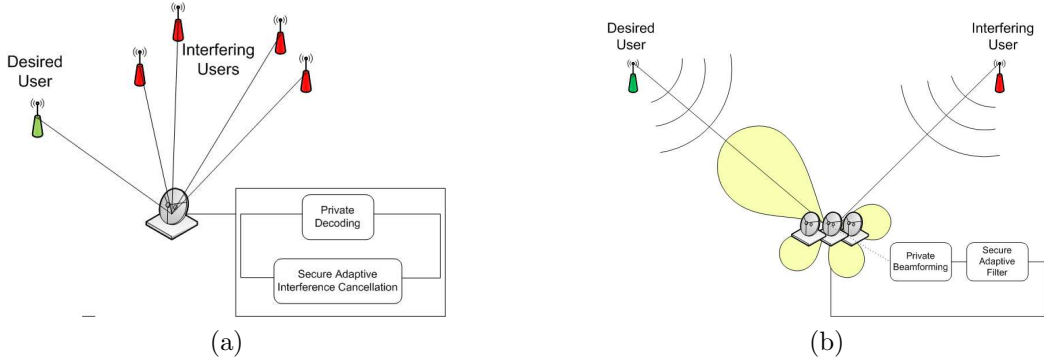 Desired
User
Interfering
Users
Private
Decoding
Secure Adaptive
Interference Cancellation
(a)
Desired
User
Interfering
User
Private
Beamforming
Secure
Adaptive
Filter
(b)